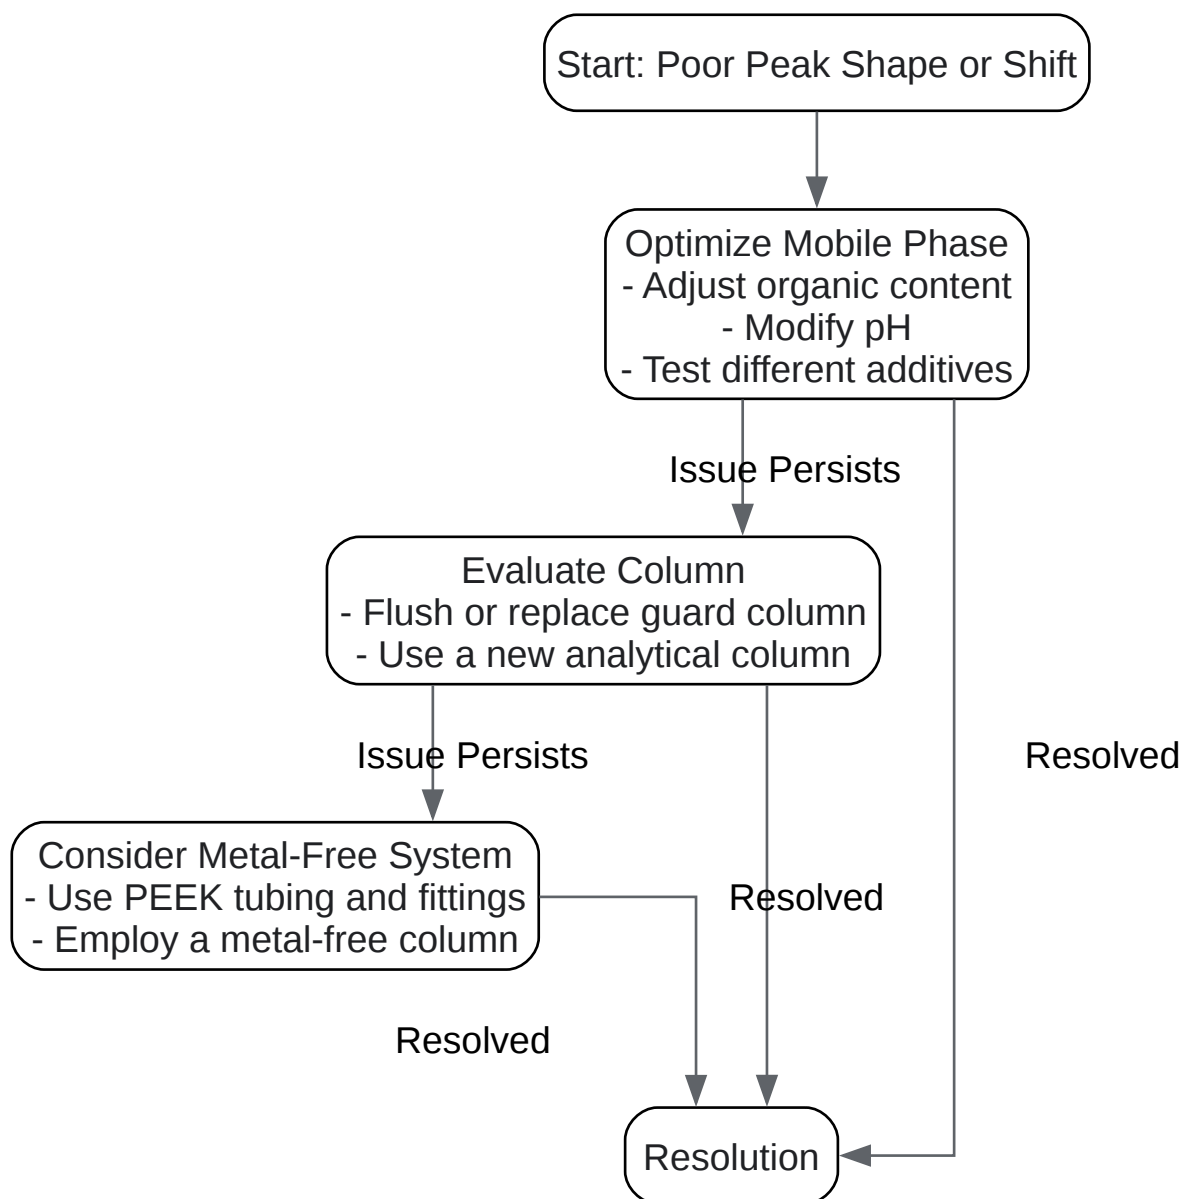 Start: Poor Peak Shape or Shift
Optimize Mobile Phase
- Adjust organic content
- Modify pH
- Test different additives
Issue Persists
Evaluate Column
- Flush or replace guard column
- Use a new analytical column
Issue Persists
Resolved
Consider Metal-Free System
- Use PEEK tubing and fittings
- Employ a metal-free column
Resolved
Resolved
Resolution